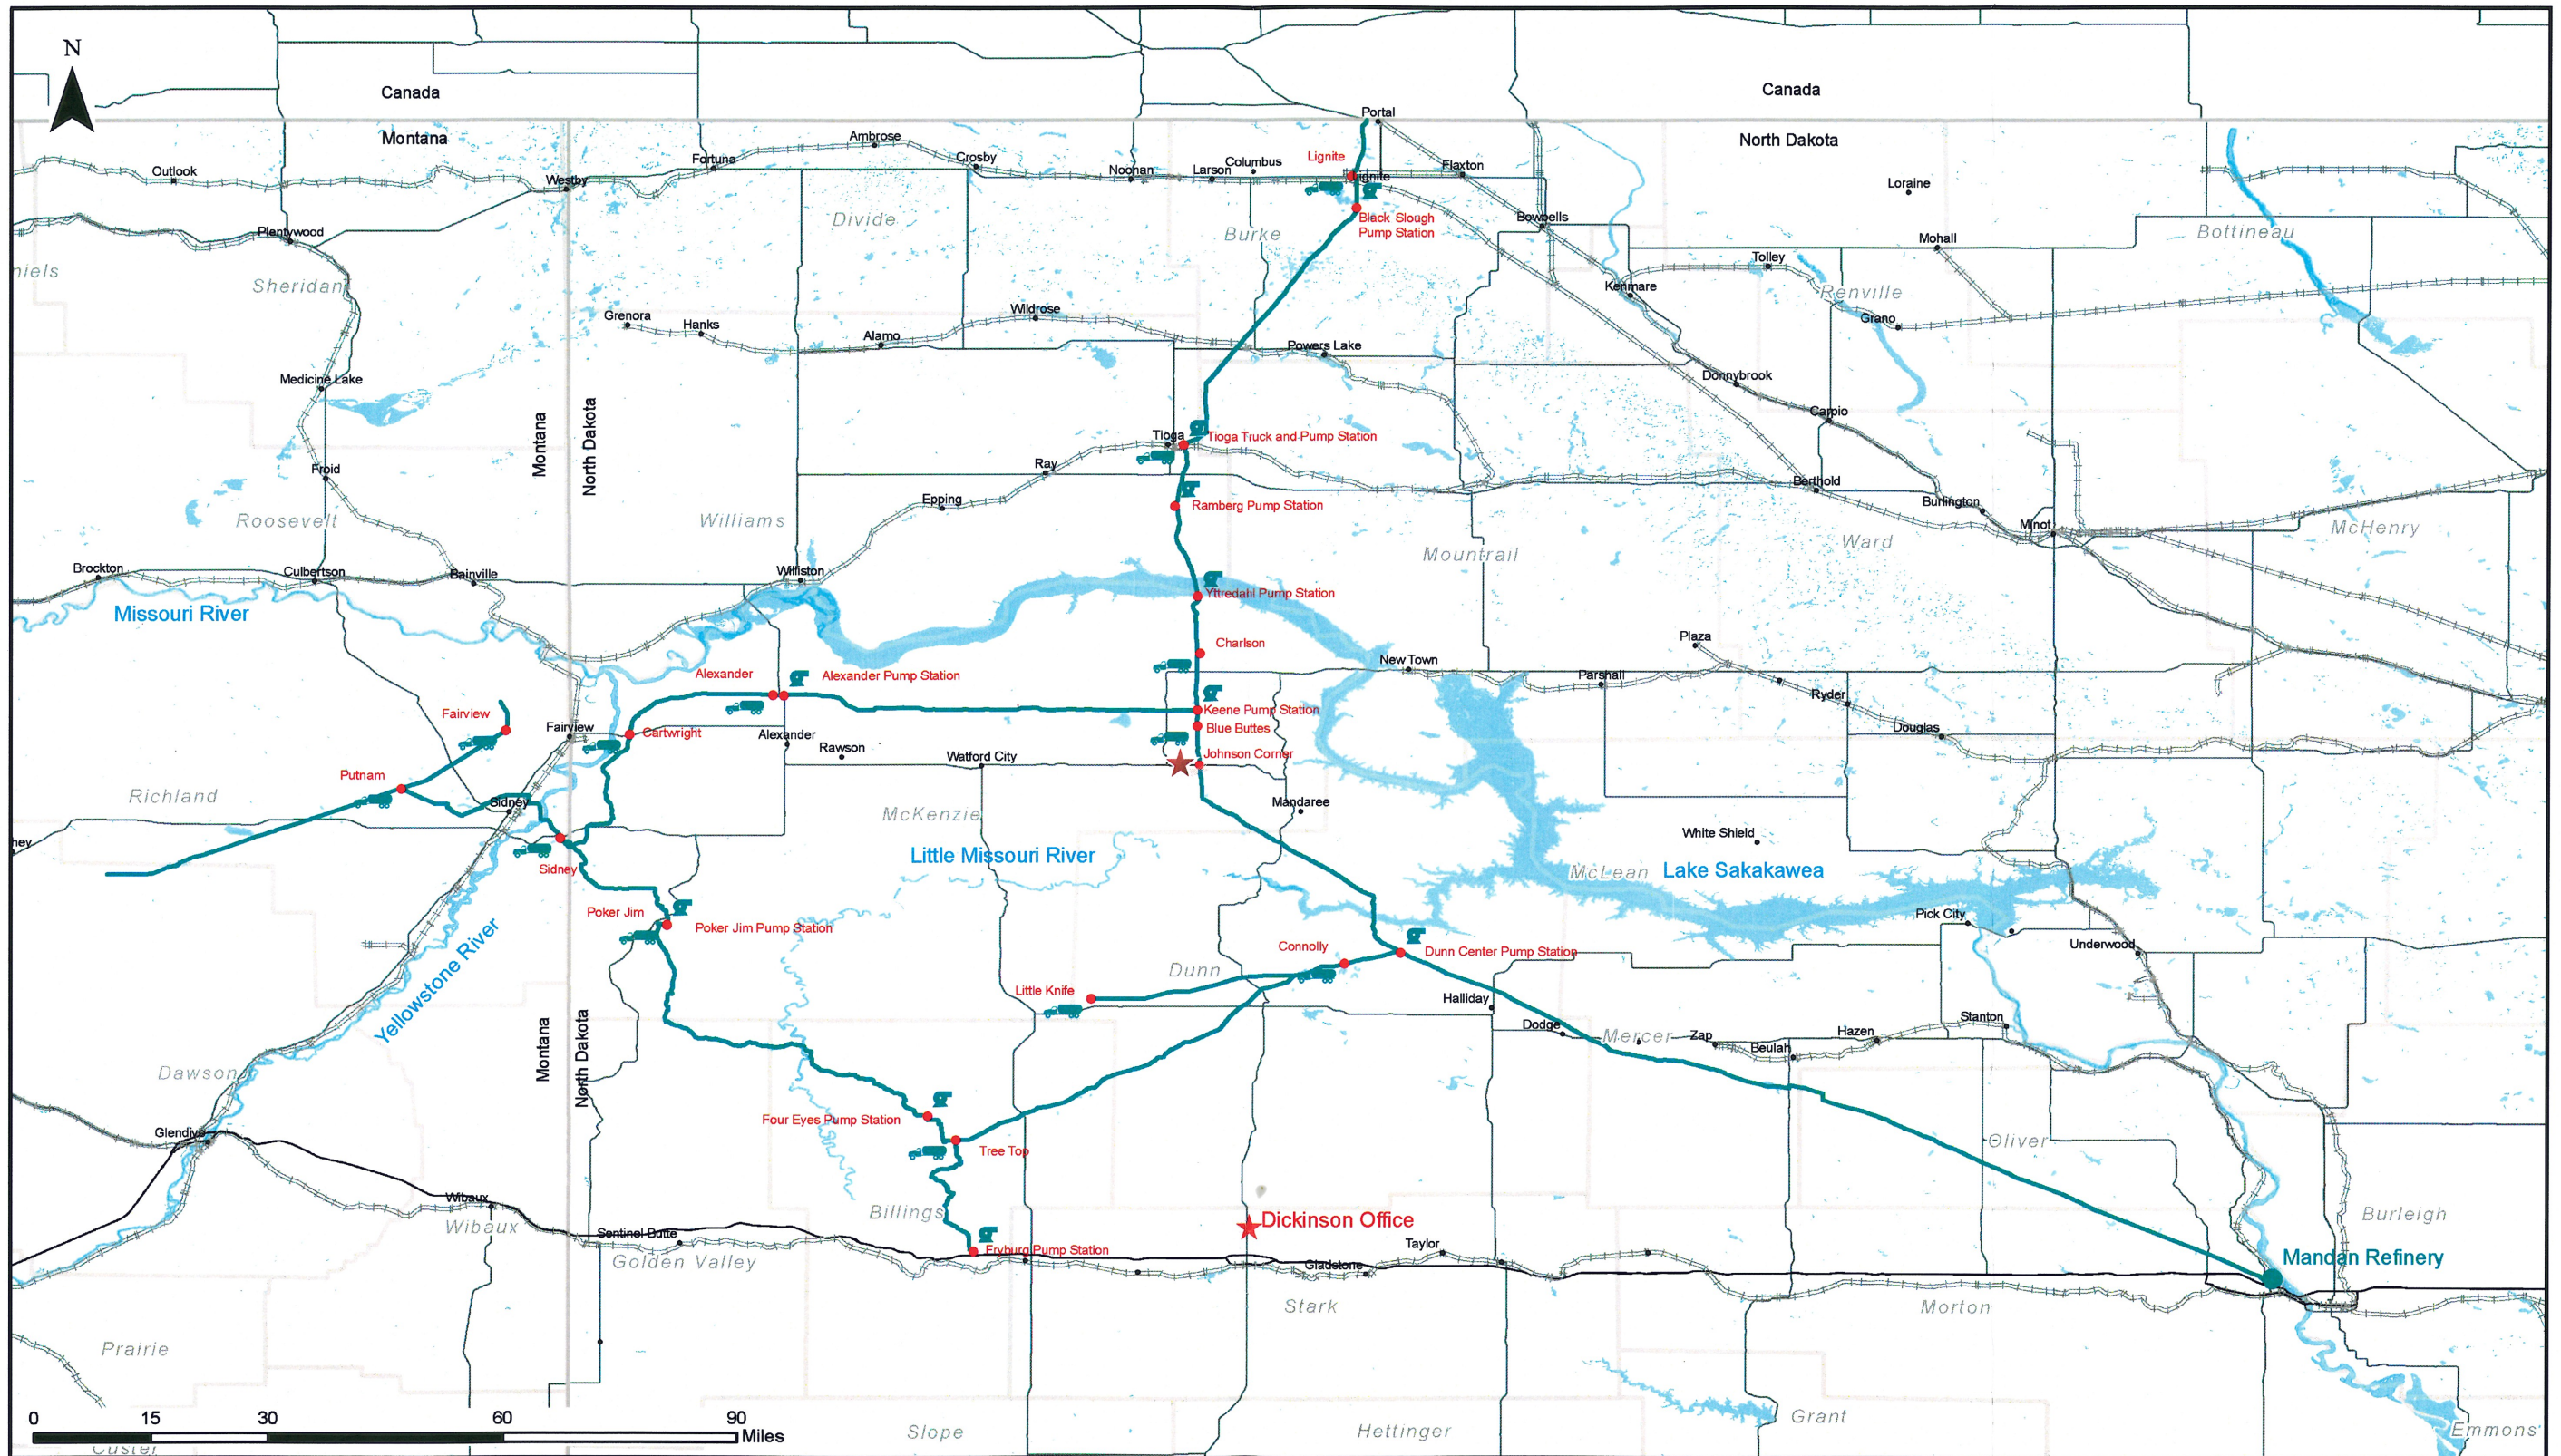 N
Canada
Canada
Portal
Montana
North Dakota
Ambrose
Outlook
Fortuna
Crosby
Westby
Noonan
Larson
Columbus
Lignite
Lignite
Flaxton
Loraine
Divide
Burke
Black Slough
Pump Station
Bowbells
Bottineau
Plentywood
Mohall
Tolley
niels
Sheridan
Kenmare
Renville
Grenora
Hanks
Wildrose
Grano
Alamo
Powers Lake
Medicine Lake
Donnybrook
Carpio
Montana
North Dakota
Tioga
Tioga Truck and Pump Station
Froid
Ray
Berthold
Epping
Ramberg Pump Station
Burlington
Roosevelt
Williams
Minot
McHenry
Mountrail
Ward
Brockton
Culbertson
Bainville
Williston
Yttredahl Pump Station
Missouri River
Charlson
Plaza
New Town
Alexander
Alexander Pump Station
Parshall
Ryder
Fairview
Fairview
Keene Pump Station
Cartwright
Alexander
Blue Buttes
Douglas
Rawson
Watford City
Johnson Corner
Putnam
Richland
Sidney
McKenzie
Mandaree
White Shield
ney
Sidney
Little Missouri River
McLean
Lake Sakakawea
Poker Jim
Poker Jim Pump Station
Pick City
Yellowstone River
Connolly
Dunn Center Pump Station
Underwood
Dunn
Little Knife
Halliday
Montana
North Dakota
Dodge
Mercer
Zap
Beulah
Hazen
Stanton
Dawson
Four Eyes Pump Station
Glendive
Tree Top
Oliver
Wibaux
Wibaux
Billings
Dickinson Office
Burleigh
Sentinel Butte
Golden Valley
Fryburg Pump Station
Taylor
Gladstone
Mandan Refinery
Stark
Morton
Prairie
0
15
30
60
90
Miles
Custer
Slope
Hettinger
Grant
Emmons